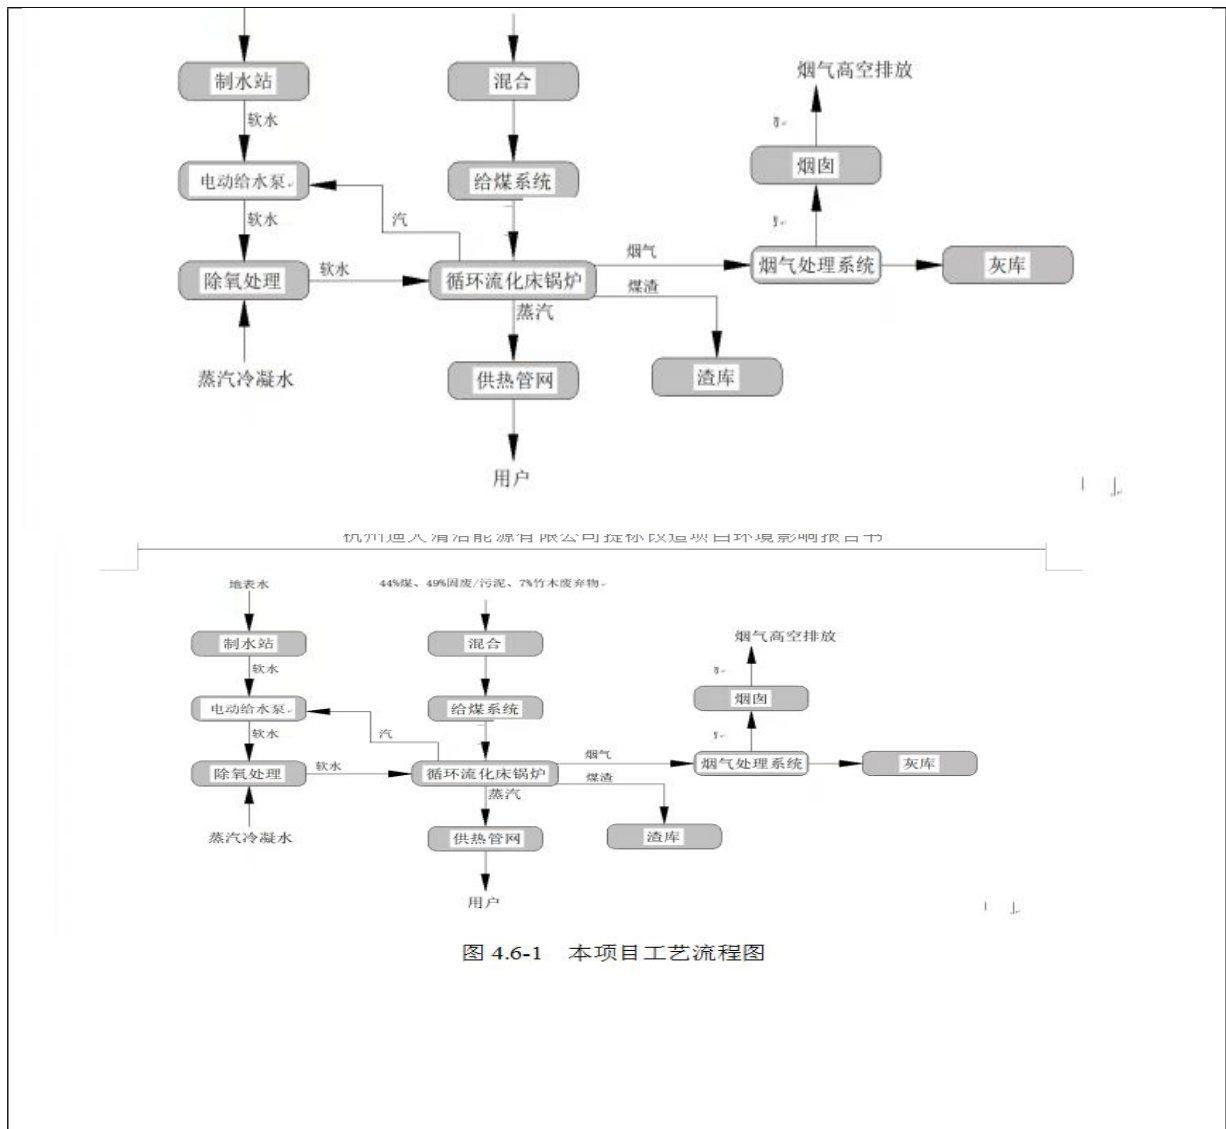 烟气高空排放
制水站
混合
软水
烟囱
电动给水泵
给煤系统
软水
汽
烟气
除氧处理
软水
循环流化床锅炉
烟气处理系统
灰库
煤渣
蒸汽
蒸汽冷凝水
供热管网
渣库
用户
地表水
44%煤、49%固废/污泥、7%竹木废弃物
制水站
混合
烟气高空排放
软水
烟囱
电动给水泵
给煤系统
软水
汽
烟气
除氧处理
软水
循环流化床锅炉
烟气处理系统
灰库
煤渣
蒸汽
蒸汽冷凝水
供热管网
渣库
用户
图 4.6-1 本项目工艺流程图